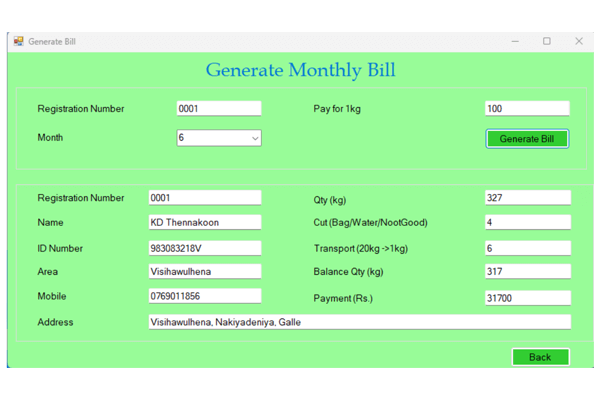 Generate Bill
Generate Monthly Bill
Registration Number 0001 Pay for 1kg 100
Month 6 Generate Bill
Registration Number 0001 Qty (kg) 327
Name KD Thennakoon Cut (Bag/Water/NootGood) 4
ID Number 983083218V Transport (20kg ->1kg) 6
Area Visihawulhena Balance Qty (kg) 317
Mobile 0769011856 Payment (Rs.) 31700
Address Visihawulhena, Nakiyadeniya, Galle
Back